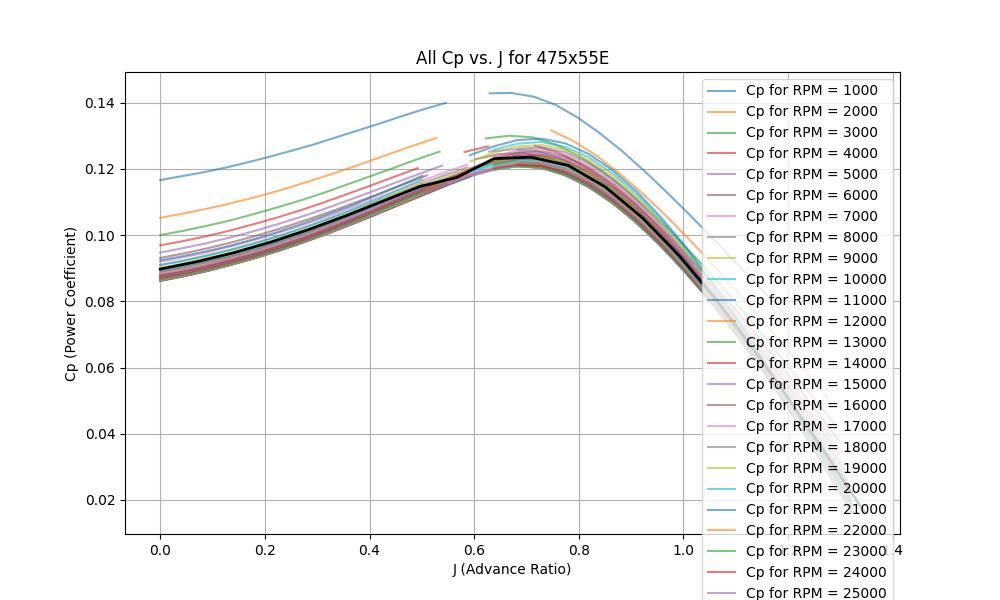 All Cp vs. J for 475x55E
Cp (Power Coefficient)
0.14
0.12
0.10
0.08
0.06
0.04
0.02
0.0
0.2
0.4
0.6
0.8
1.0
J (Advance Ratio)
Cp for RPM = 1000
Cp for RPM = 2000
Cp for RPM = 3000
Cp for RPM = 4000
Cp for RPM = 5000
Cp for RPM = 6000
Cp for RPM = 7000
Cp for RPM = 8000
Cp for RPM = 9000
Cp for RPM = 10000
Cp for RPM = 11000
Cp for RPM = 12000
Cp for RPM = 13000
Cp for RPM = 14000
Cp for RPM = 15000
Cp for RPM = 16000
Cp for RPM = 17000
Cp for RPM = 18000
Cp for RPM = 19000
Cp for RPM = 20000
Cp for RPM = 21000
Cp for RPM = 22000
Cp for RPM = 23000
Cp for RPM = 24000
Cp for RPM = 25000